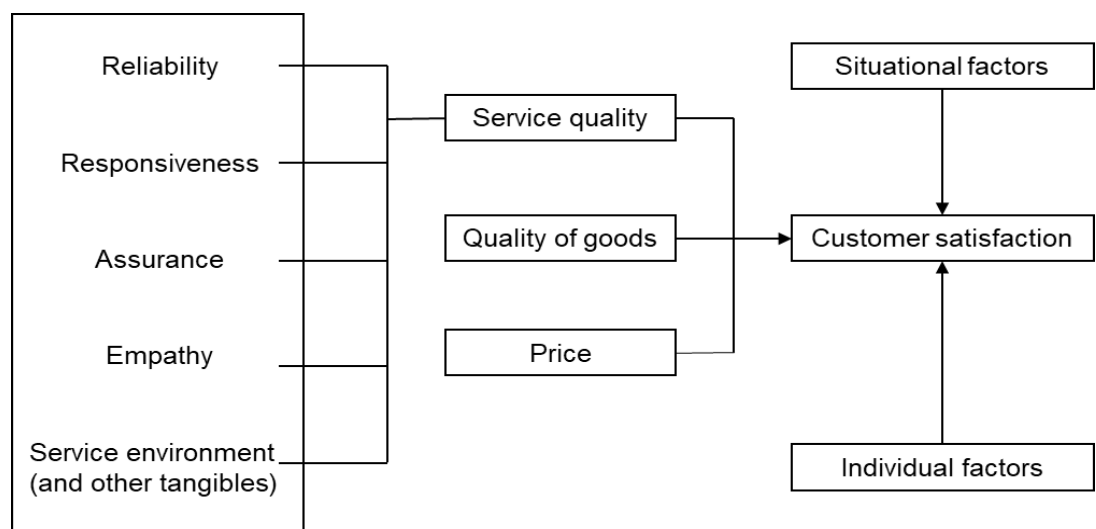 Reliability
Responsiveness
Assurance
Empathy
Service environment
(and other tangibles)
Service quality
Quality of goods
Price
Situational factors
Customer satisfaction
Individual factors